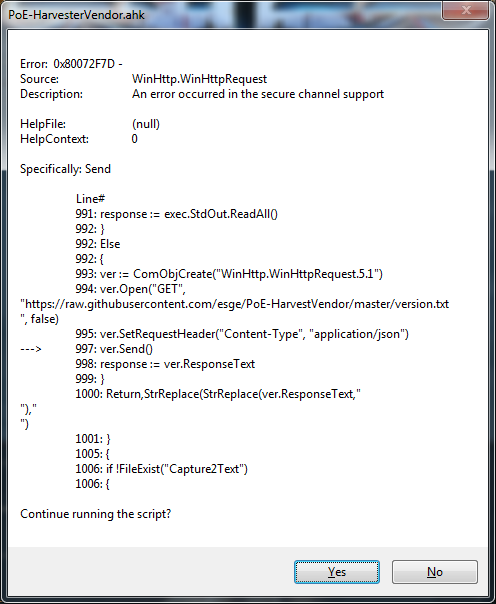 PoE-HarvesterVendor.ahk
Error:  0x80072F7D -
Source:    WinHttp.WinHttpRequest
Description:    An error occurred in the secure channel support
HelpFile:    (null)
HelpContext:    0
Specifically: Send
Line#
991: response := exec.StdOut.ReadAll()
992: }
992: Else
992: {
993: ver := ComObjCreate("WinHttp.WinHttpRequest.5.1")
994: ver.Open("GET",
"https://raw.githubusercontent.com/esge/PoE-HarvestVendor/master/version.txt
", false)
995: ver.SetRequestHeader("Content-Type", "application/json")
--->    997: ver.Send()
998: response := ver.ResponseText
999: }
1000: Return,StrReplace(StrReplace(ver.ResponseText,"
"),"
")
1001: }
1005: {
1006: if !FileExist("Capture2Text")
1006: {
Continue running the script?
Yes    No